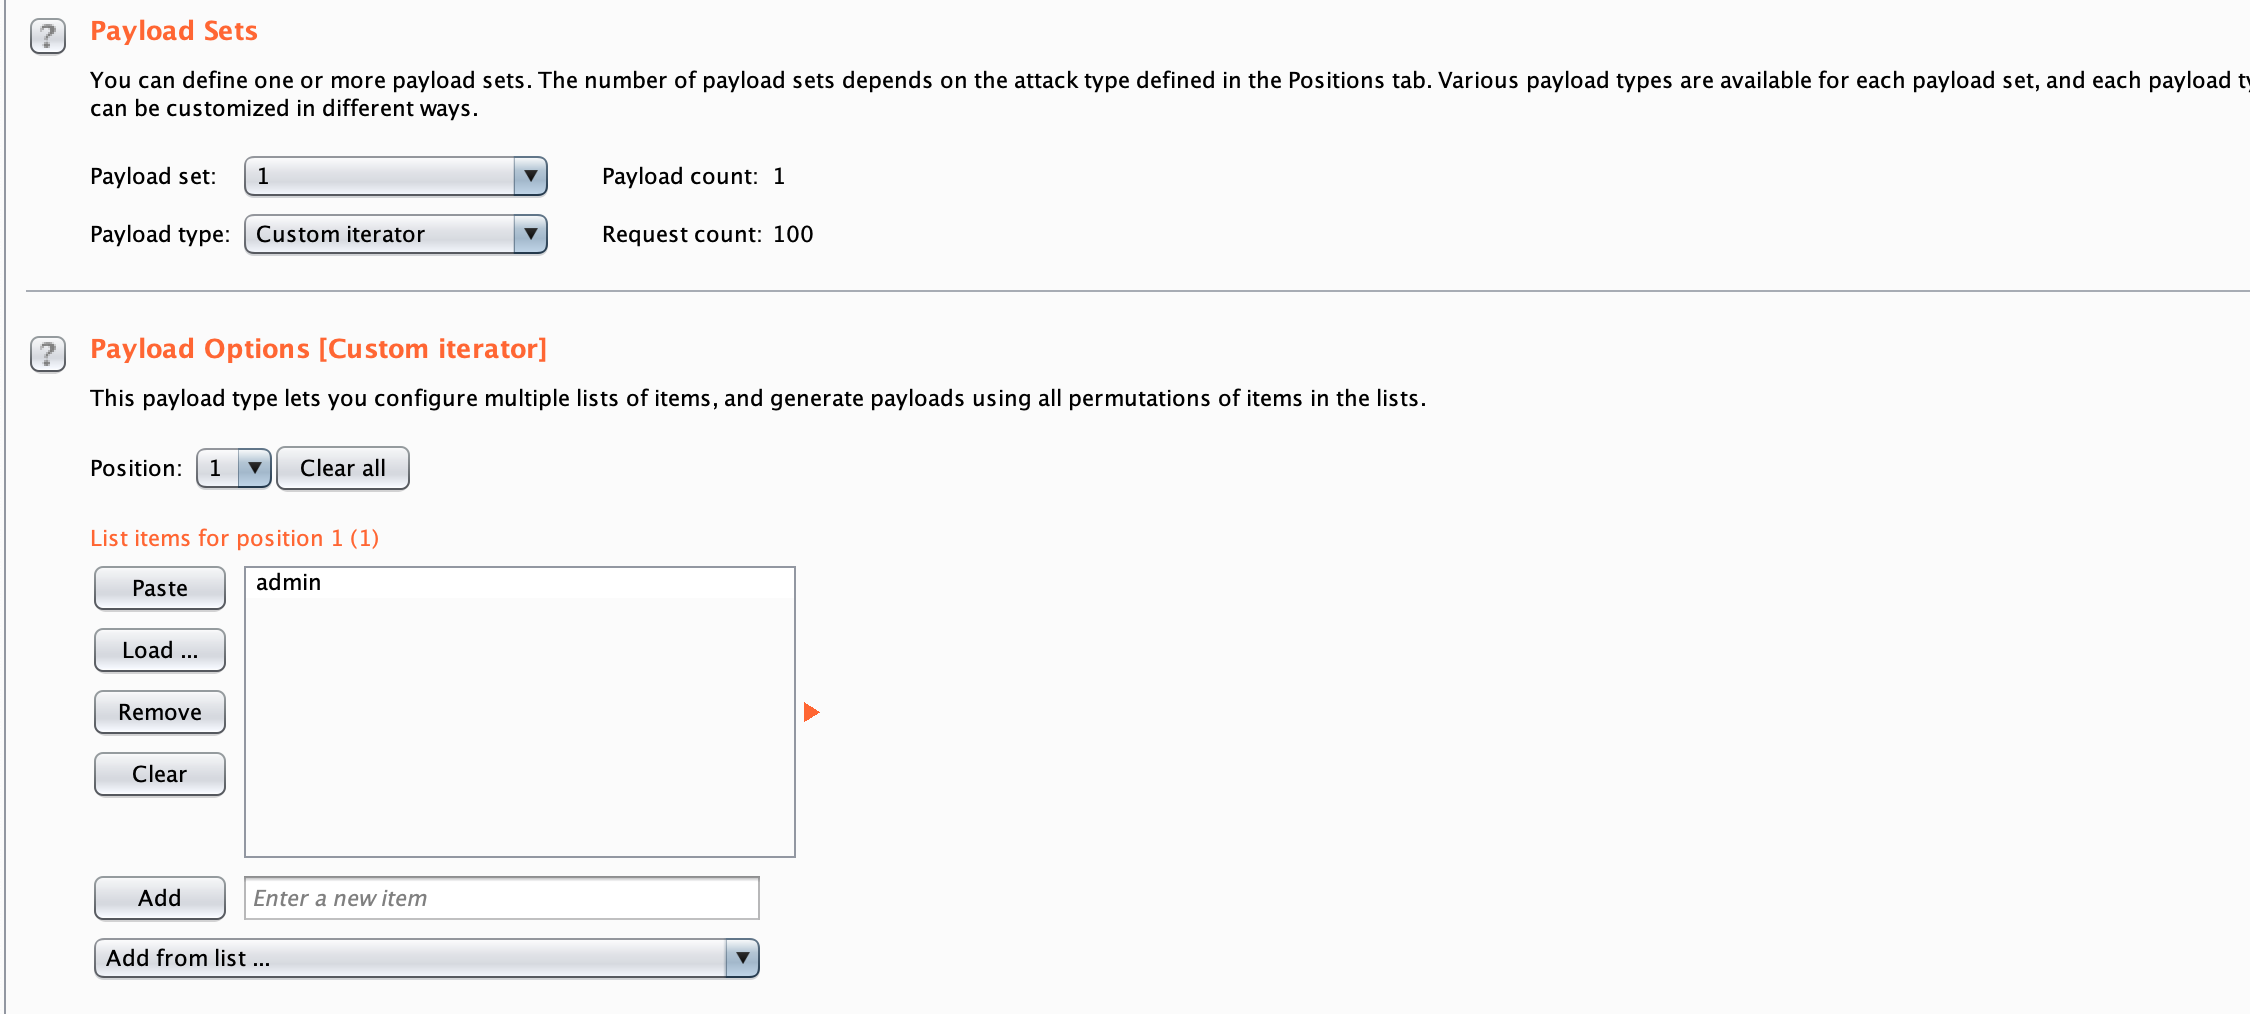 Payload Sets
You can define one or more payload sets. The number of payload sets depends on the attack type defined in the Positions tab. Various payload types are available for each payload set, and each payload
can be customized in different ways.
Payload set: 1 Payload count: 1
Payload type: Custom iterator Request count: 100
Payload Options [Custom iterator]
This payload type lets you configure multiple lists of items, and generate payloads using all permutations of items in the lists.
Position: 1 Clear all
List items for position 1 (1)
Paste
admin
Load ...
Remove
Clear
Add Enter a new item
Add from list ...